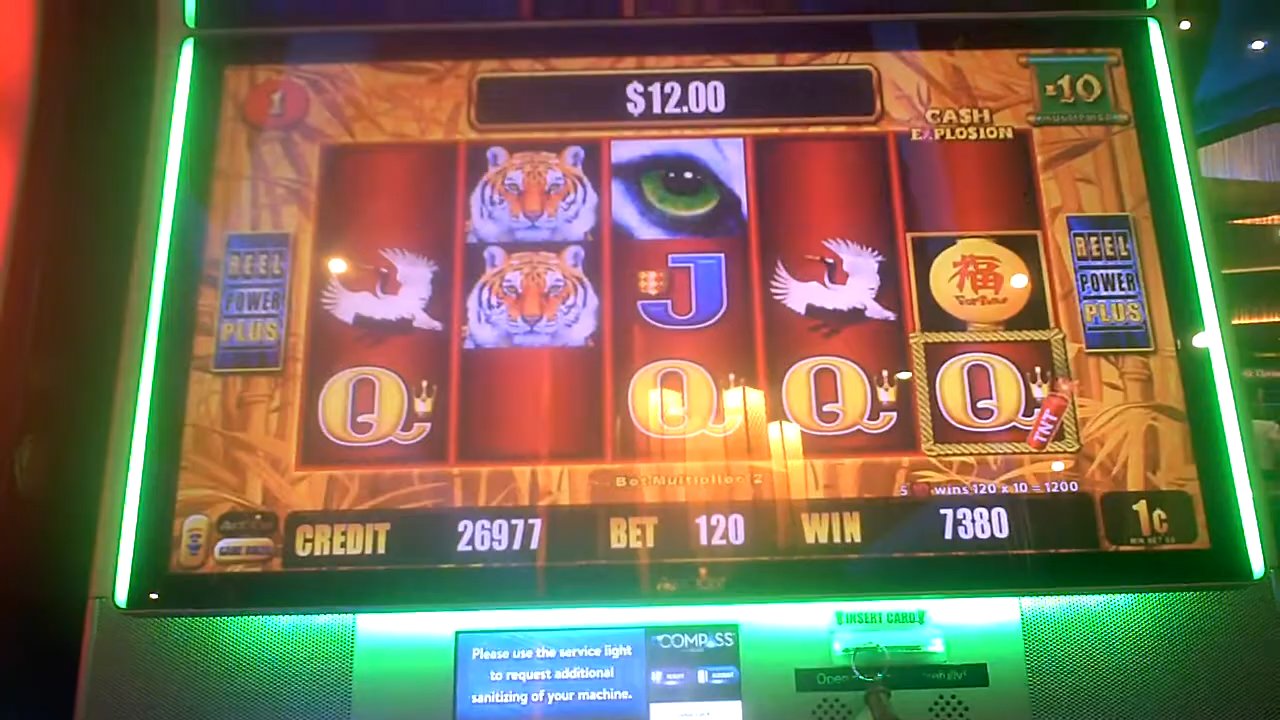 1
$12.00
CASH
EXPLOSION
10
REEL
POWER
PLUS
REEL
POWER
PLUS
J
福
Fortune
Q
Q
Q
Q
TNT
Bet Multiplier 2
5 wins 120 x 10 = 1200
CREDIT 26977 BET 120 WIN 7380 1c
INSERT CARD
COMPASS
Please use the service light
to request additional
sanitizing of your machine.